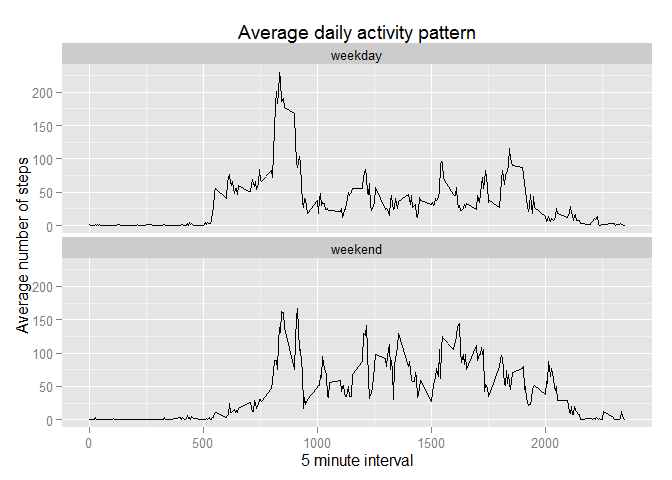 Average daily activity pattern
weekday
200
150
100
50
0
Average number of steps
weekend
200
150
100
50
0
0 500 1000 1500 2000
5 minute interval